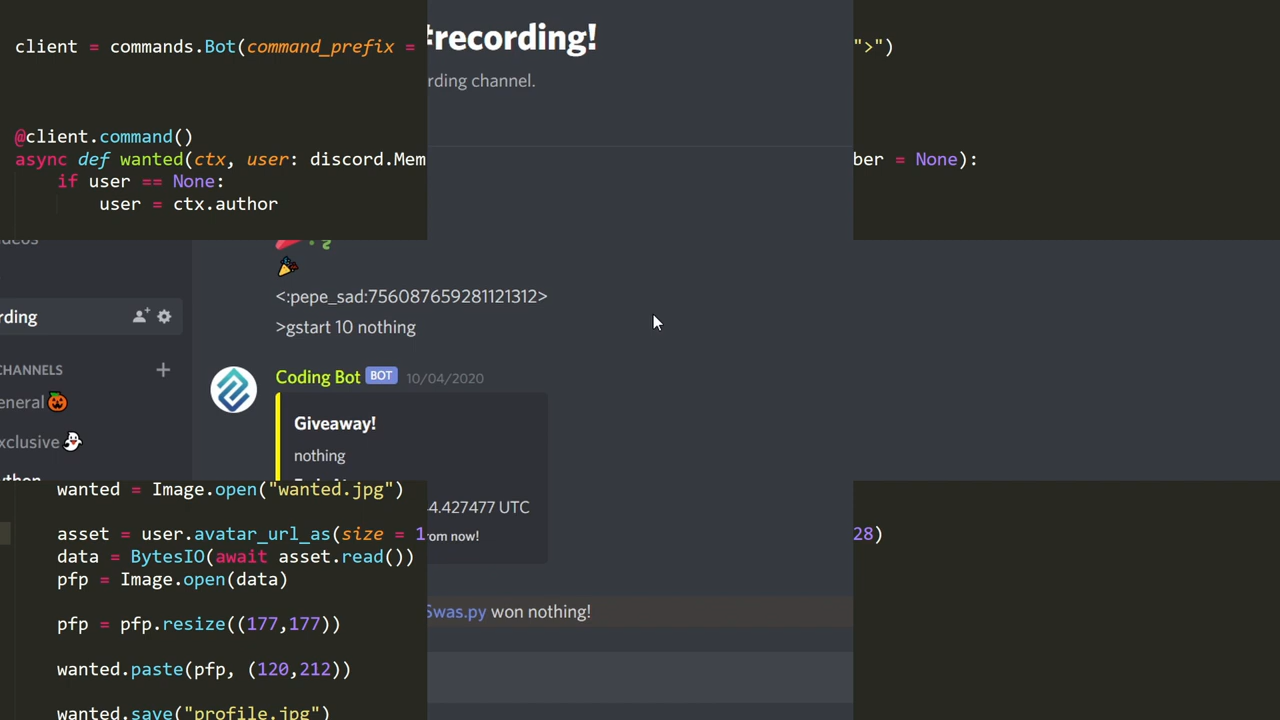 client = commands.Bot(command_prefix =
#recording!
">")
rding channel.
@client.command()
async def wanted(ctx, user: discord.Mem
ber = None):
if user == None:
user = ctx.author
<:pepe_sad:756087659281121312>
rding
>gstart 10 nothing
CHANNELS
Coding Bot BOT 10/04/2020
eneral
Giveaway!
xclusive
nothing
wanted = Image.open("wanted.jpg")
4.427477 UTC
asset = user.avatar_url_as(size = 1
om now!
28)
data = BytesIO(await asset.read())
pfp = Image.open(data)
Swas.py won nothing!
pfp = pfp.resize((177,177))
wanted.paste(pfp, (120,212))
wanted.save("profile.jpg")